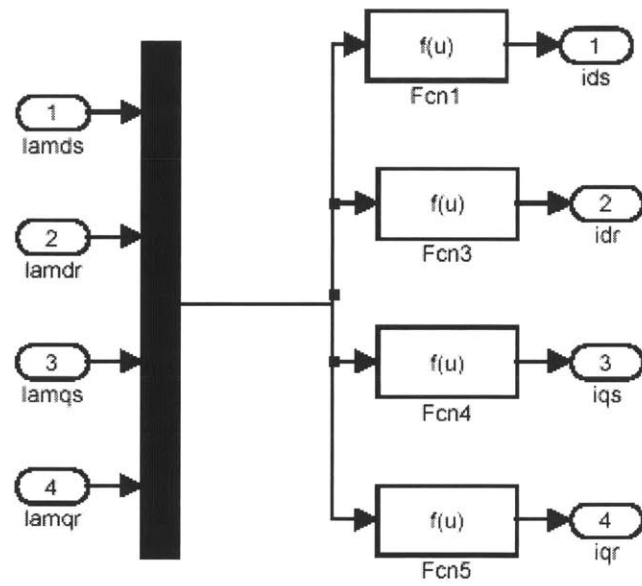 1
lamds
2
lamdr
3
lamqs
4
lamqr
f(u)
Fcn1
1
ids
f(u)
Fcn3
2
idr
f(u)
Fcn4
3
iqs
f(u)
Fcn5
4
iqr